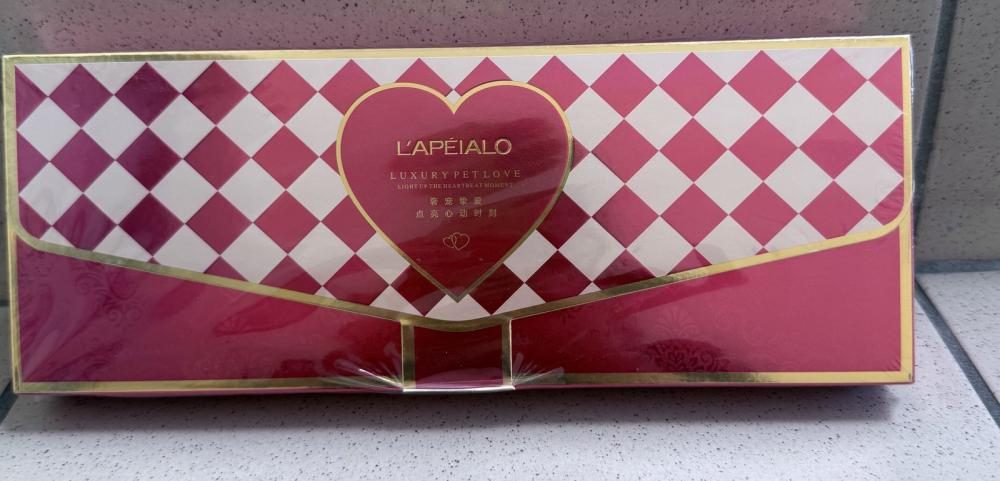 L'APÉIALO
LUXURY PET LOVE
LIGHT UP THE HEARTBEAT MOMENT
奢宠挚爱
点亮心动时刻